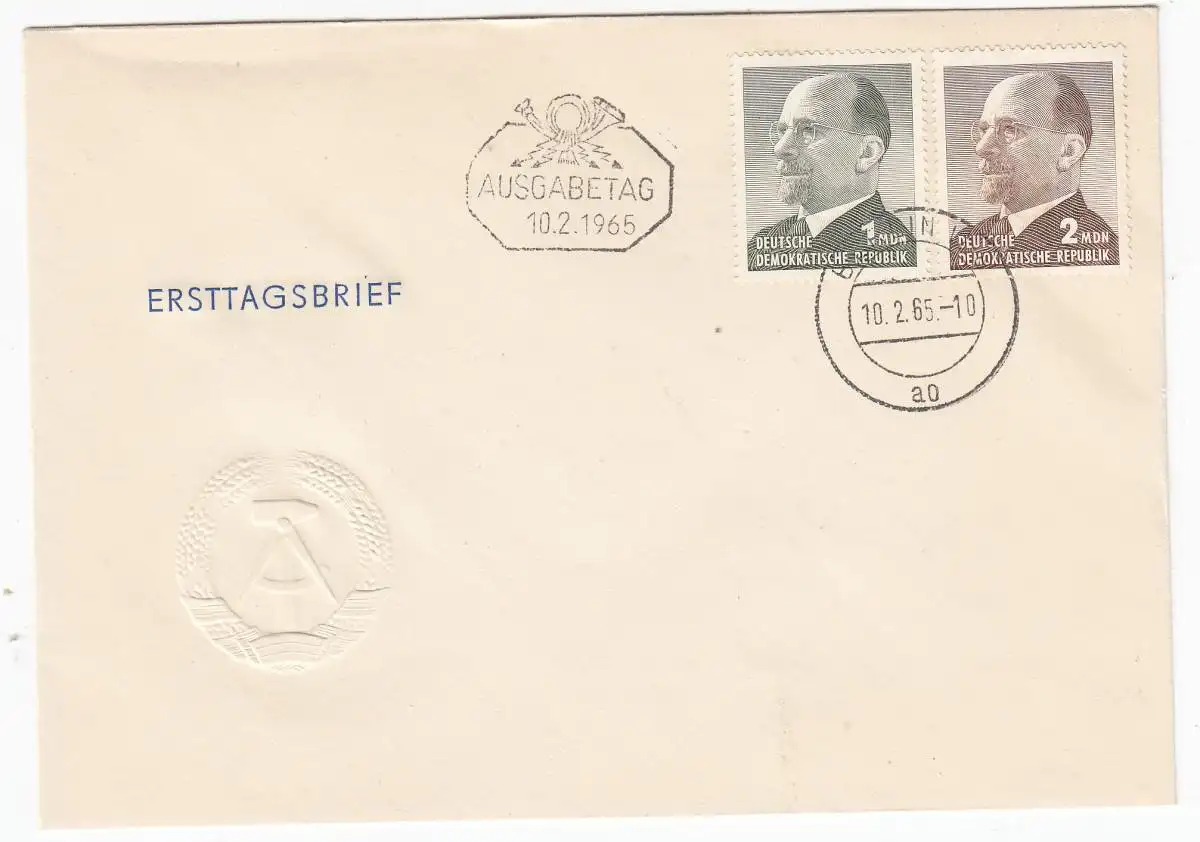 AUSGABETAG
10.2.1965
ERSTTAGSBRIEF
1 MDN
DEUTSCHE
DEMOKRATISCHE REPUBLIK
2 MDN
DEUTSCHE
DEMOKRATISCHE REPUBLIK
10.2.65.-10
ao